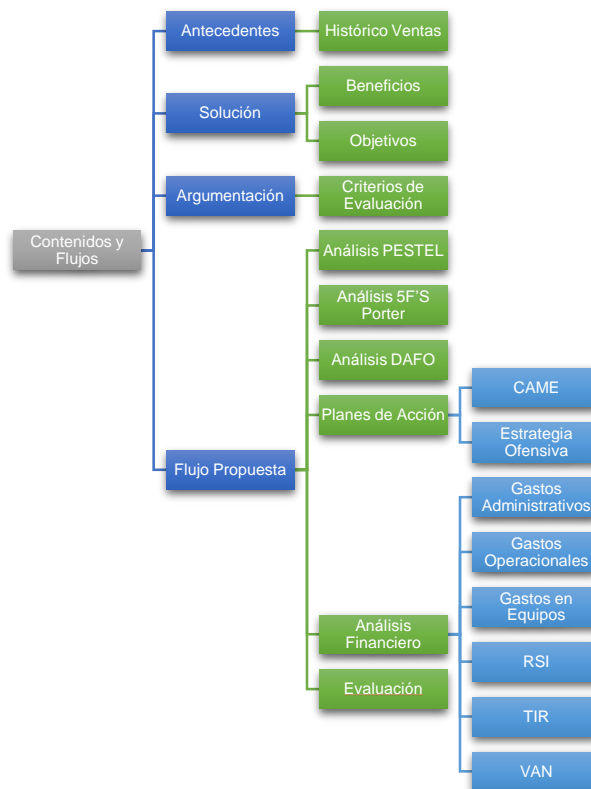 Antecedentes
Histórico Ventas
Solución
Beneficios
Objetivos
Argumentación
Criterios de
Evaluación
Contenidos y
Flujos
Flujo Propuesta
Análisis PESTEL
Análisis 5F'S
Porter
Análisis DAFO
Planes de Acción
CAME
Estrategia
Ofensiva
Análisis
Financiero
Gastos
Administrativos
Gastos
Operacionales
Gastos en
Equipos
RSI
TIR
VAN
Evaluación